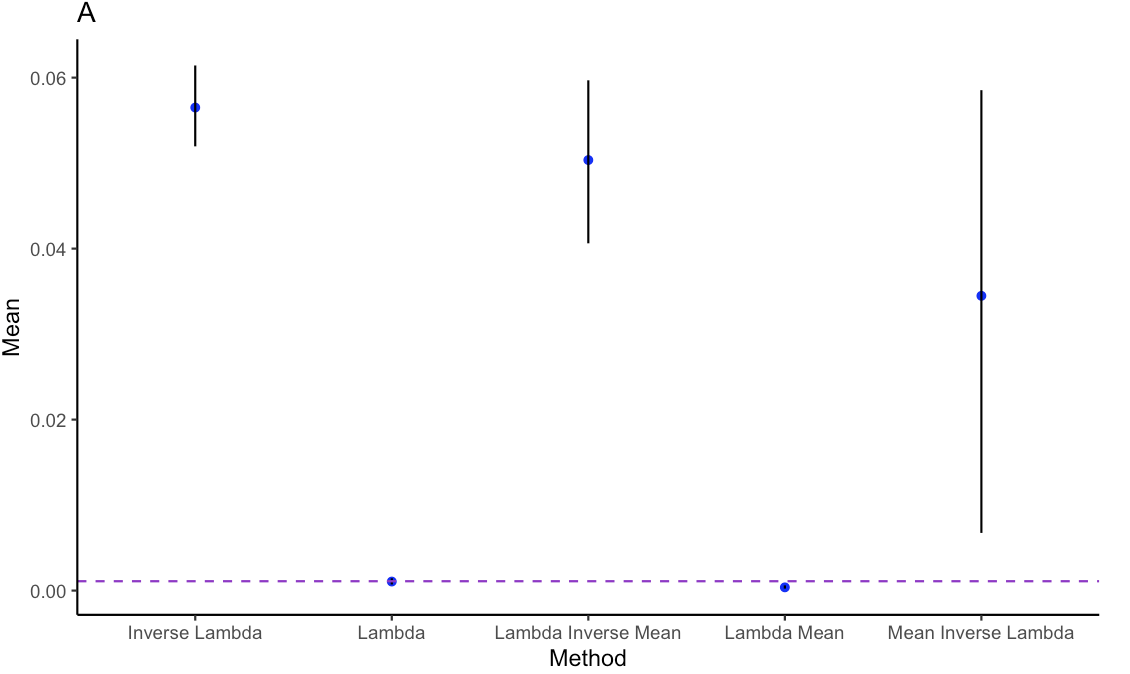 A
0.06
0.04
0.02
0.00
Mean
Inverse Lambda
Lambda
Lambda Inverse Mean
Lambda Mean
Mean Inverse Lambda
Method